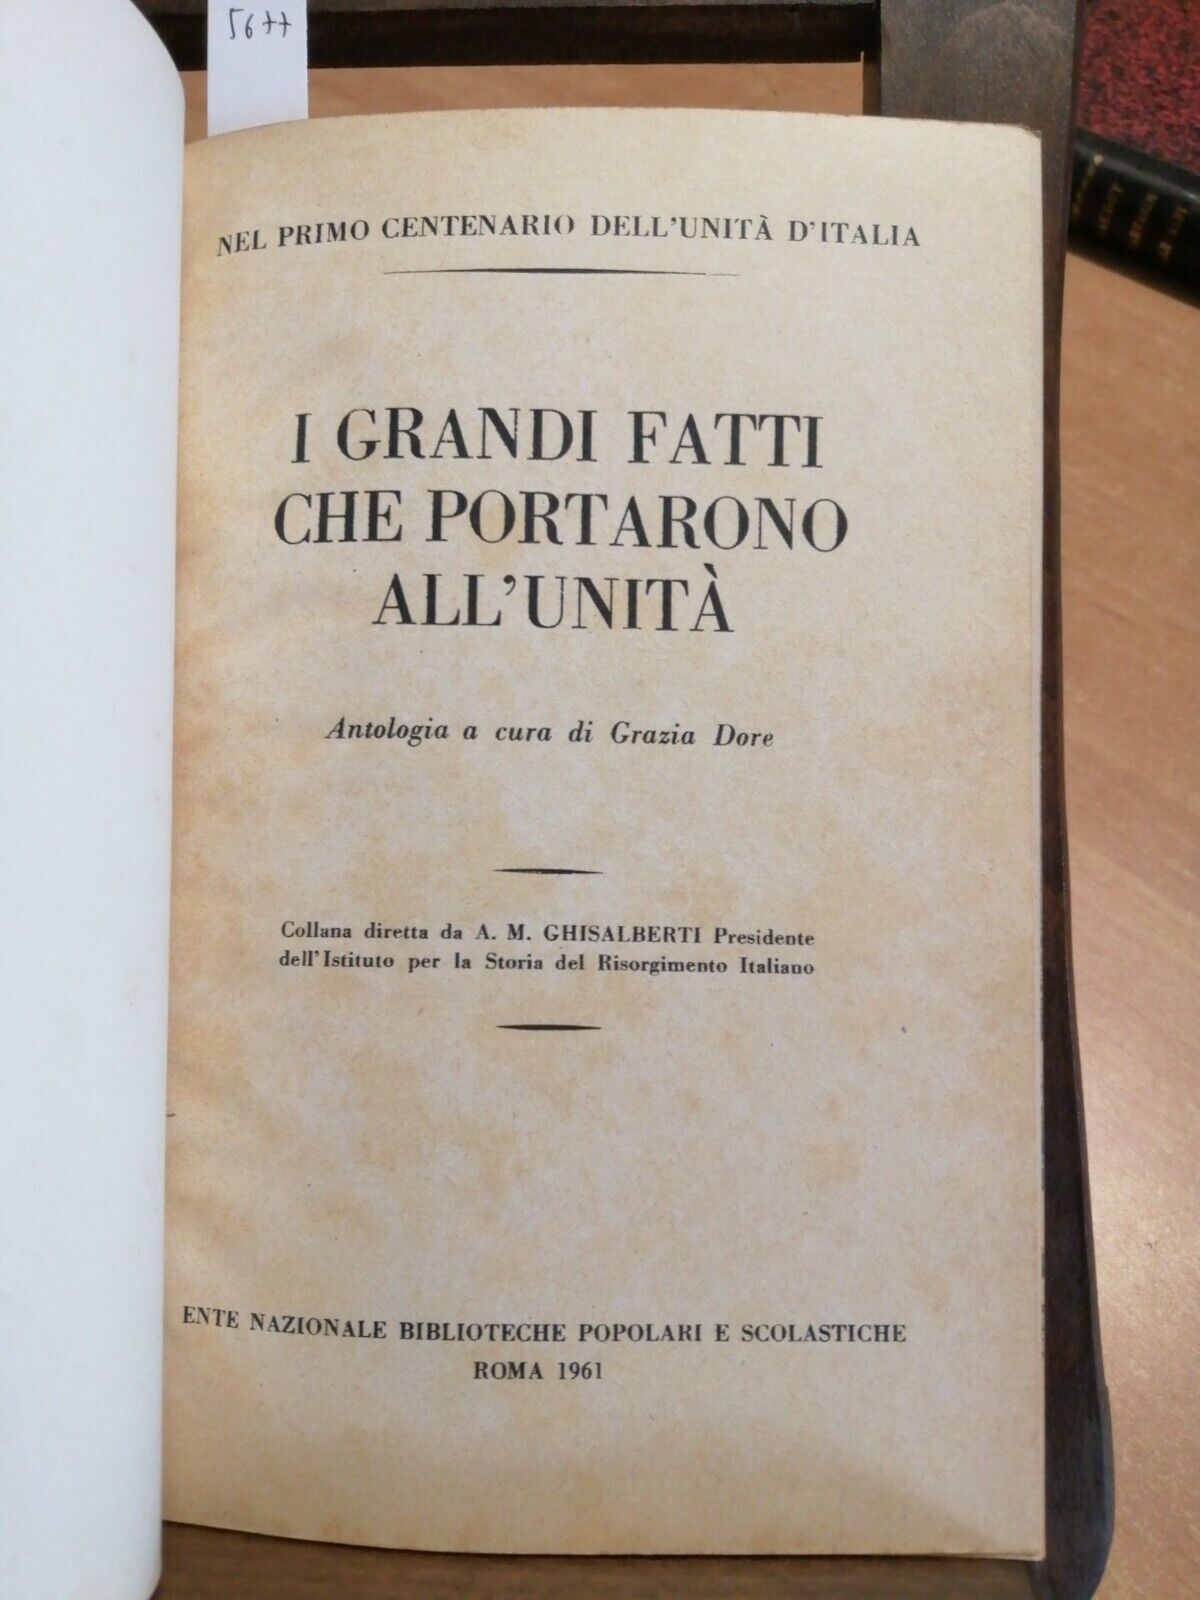 5677
NEL PRIMO CENTENARIO DELL'UNITÀ D'ITALIA
I GRANDI FATTI
CHE PORTARONO
ALL'UNITÀ
Antologia a cura di Grazia Dore
Collana diretta da A. M. GHISALBERTI Presidente
dell'Istituto per la Storia del Risorgimento Italiano
ENTE NAZIONALE BIBLIOTECHE POPOLARI E SCOLASTICHE
ROMA 1961